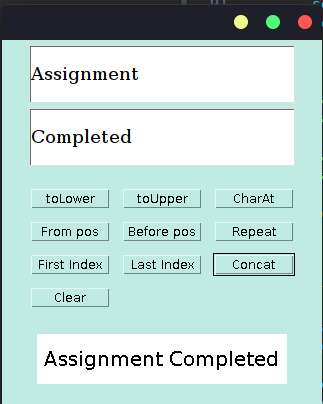 Assignment
Completed
toLower toUpper CharAt
From pos Before pos Repeat
First Index Last Index Concat
Clear
Assignment Completed